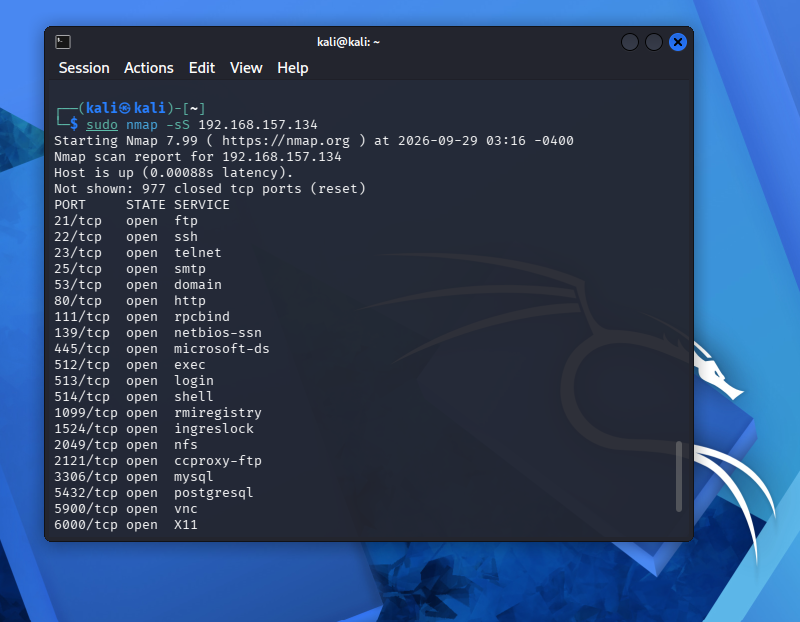 kali@kali: ~
Session Actions Edit View Help
┌──(kali㉿kali)-[~]
└─$ sudo nmap -sS 192.168.157.134
Starting Nmap 7.99 ( https://nmap.org ) at 2026-09-29 03:16 -0400
Nmap scan report for 192.168.157.134
Host is up (0.00088s latency).
Not shown: 977 closed tcp ports (reset)
PORT     STATE SERVICE
21/tcp   open  ftp
22/tcp   open  ssh
23/tcp   open  telnet
25/tcp   open  smtp
53/tcp   open  domain
80/tcp   open  http
111/tcp  open  rpcbind
139/tcp  open  netbios-ssn
445/tcp  open  microsoft-ds
512/tcp  open  exec
513/tcp  open  login
514/tcp  open  shell
1099/tcp open  rmiregistry
1524/tcp open  ingreslock
2049/tcp open  nfs
2121/tcp open  ccproxy-ftp
3306/tcp open  mysql
5432/tcp open  postgresql
5900/tcp open  vnc
6000/tcp open  X11